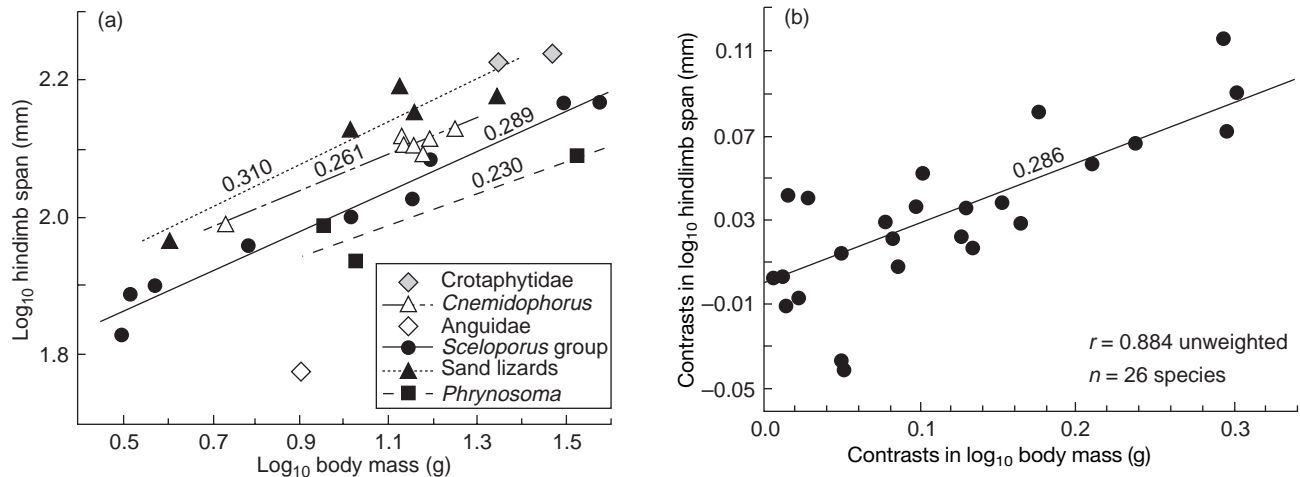 (a)
Log10 hindimb span (mm)
2.2
2.0
1.8
0.310
0.261
0.289
0.230
Crotaphytidae
Cnemidophorus
Anguidae
Sceloporus group
Sand lizards
Phrynosoma
0.5 0.7 0.9 1.1 1.3 1.5
Log10 body mass (g)
(b)
Contrasts in log10 hindlimb span (mm)
0.11
0.07
0.03
–0.01
–0.05
0.286
r = 0.884 unweighted
n = 26 species
0.0 0.1 0.2 0.3
Contrasts in log10 body mass (g)